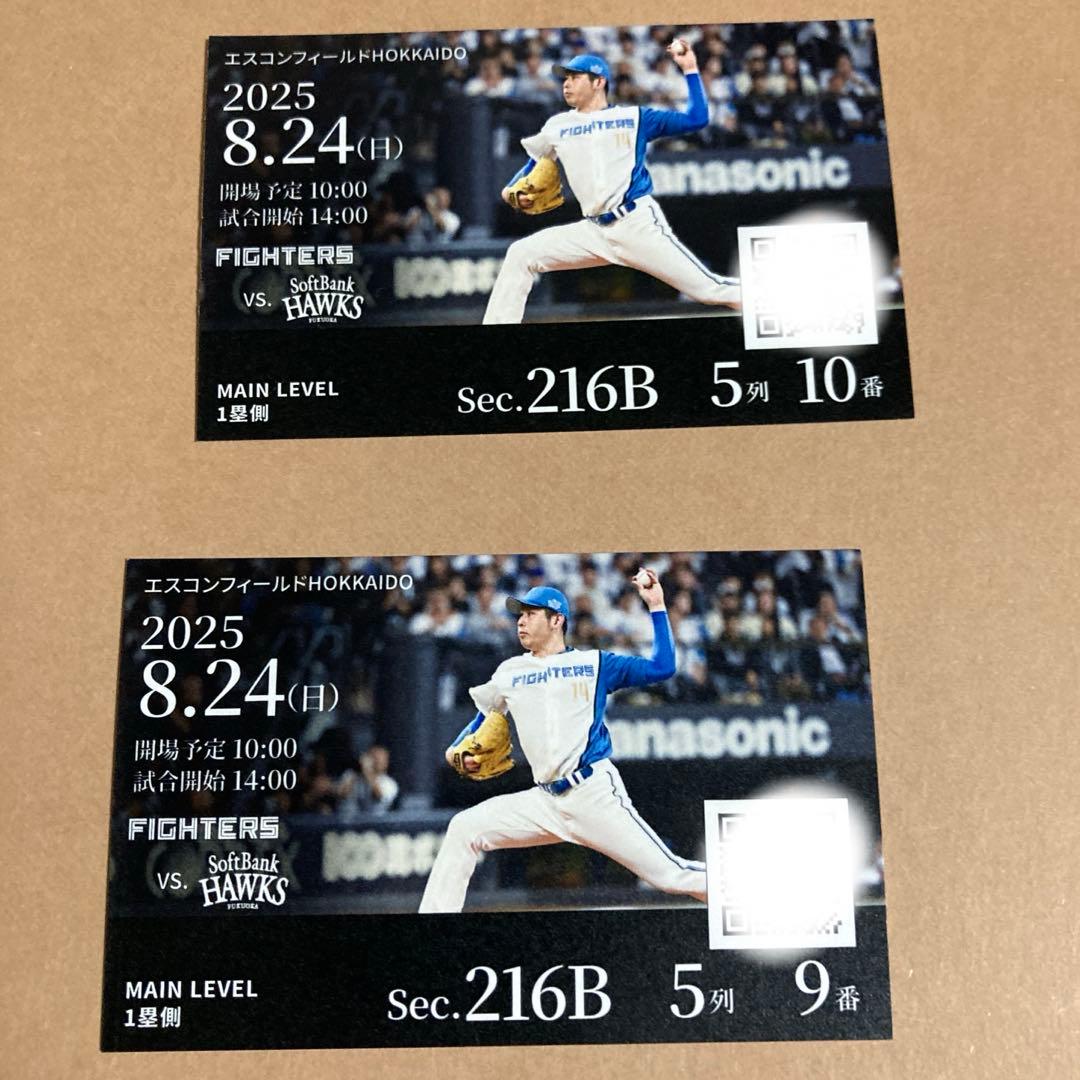 エスコンフィールドHOKKAIDO
2025
8.24(日)
開場予定 10:00
試合開始 14:00
FIGHTERS
vs. SoftBank
HAWKS
FUKUOKA
FIGHTERS
14
Panasonic
MAIN LEVEL
1塁側
Sec.216B 5列 10番
エスコンフィールドHOKKAIDO
2025
8.24(日)
開場予定 10:00
試合開始 14:00
FIGHTERS
vs. SoftBank
HAWKS
FUKUOKA
FIGHTERS
14
Panasonic
MAIN LEVEL
1塁側
Sec.216B 5列 9番